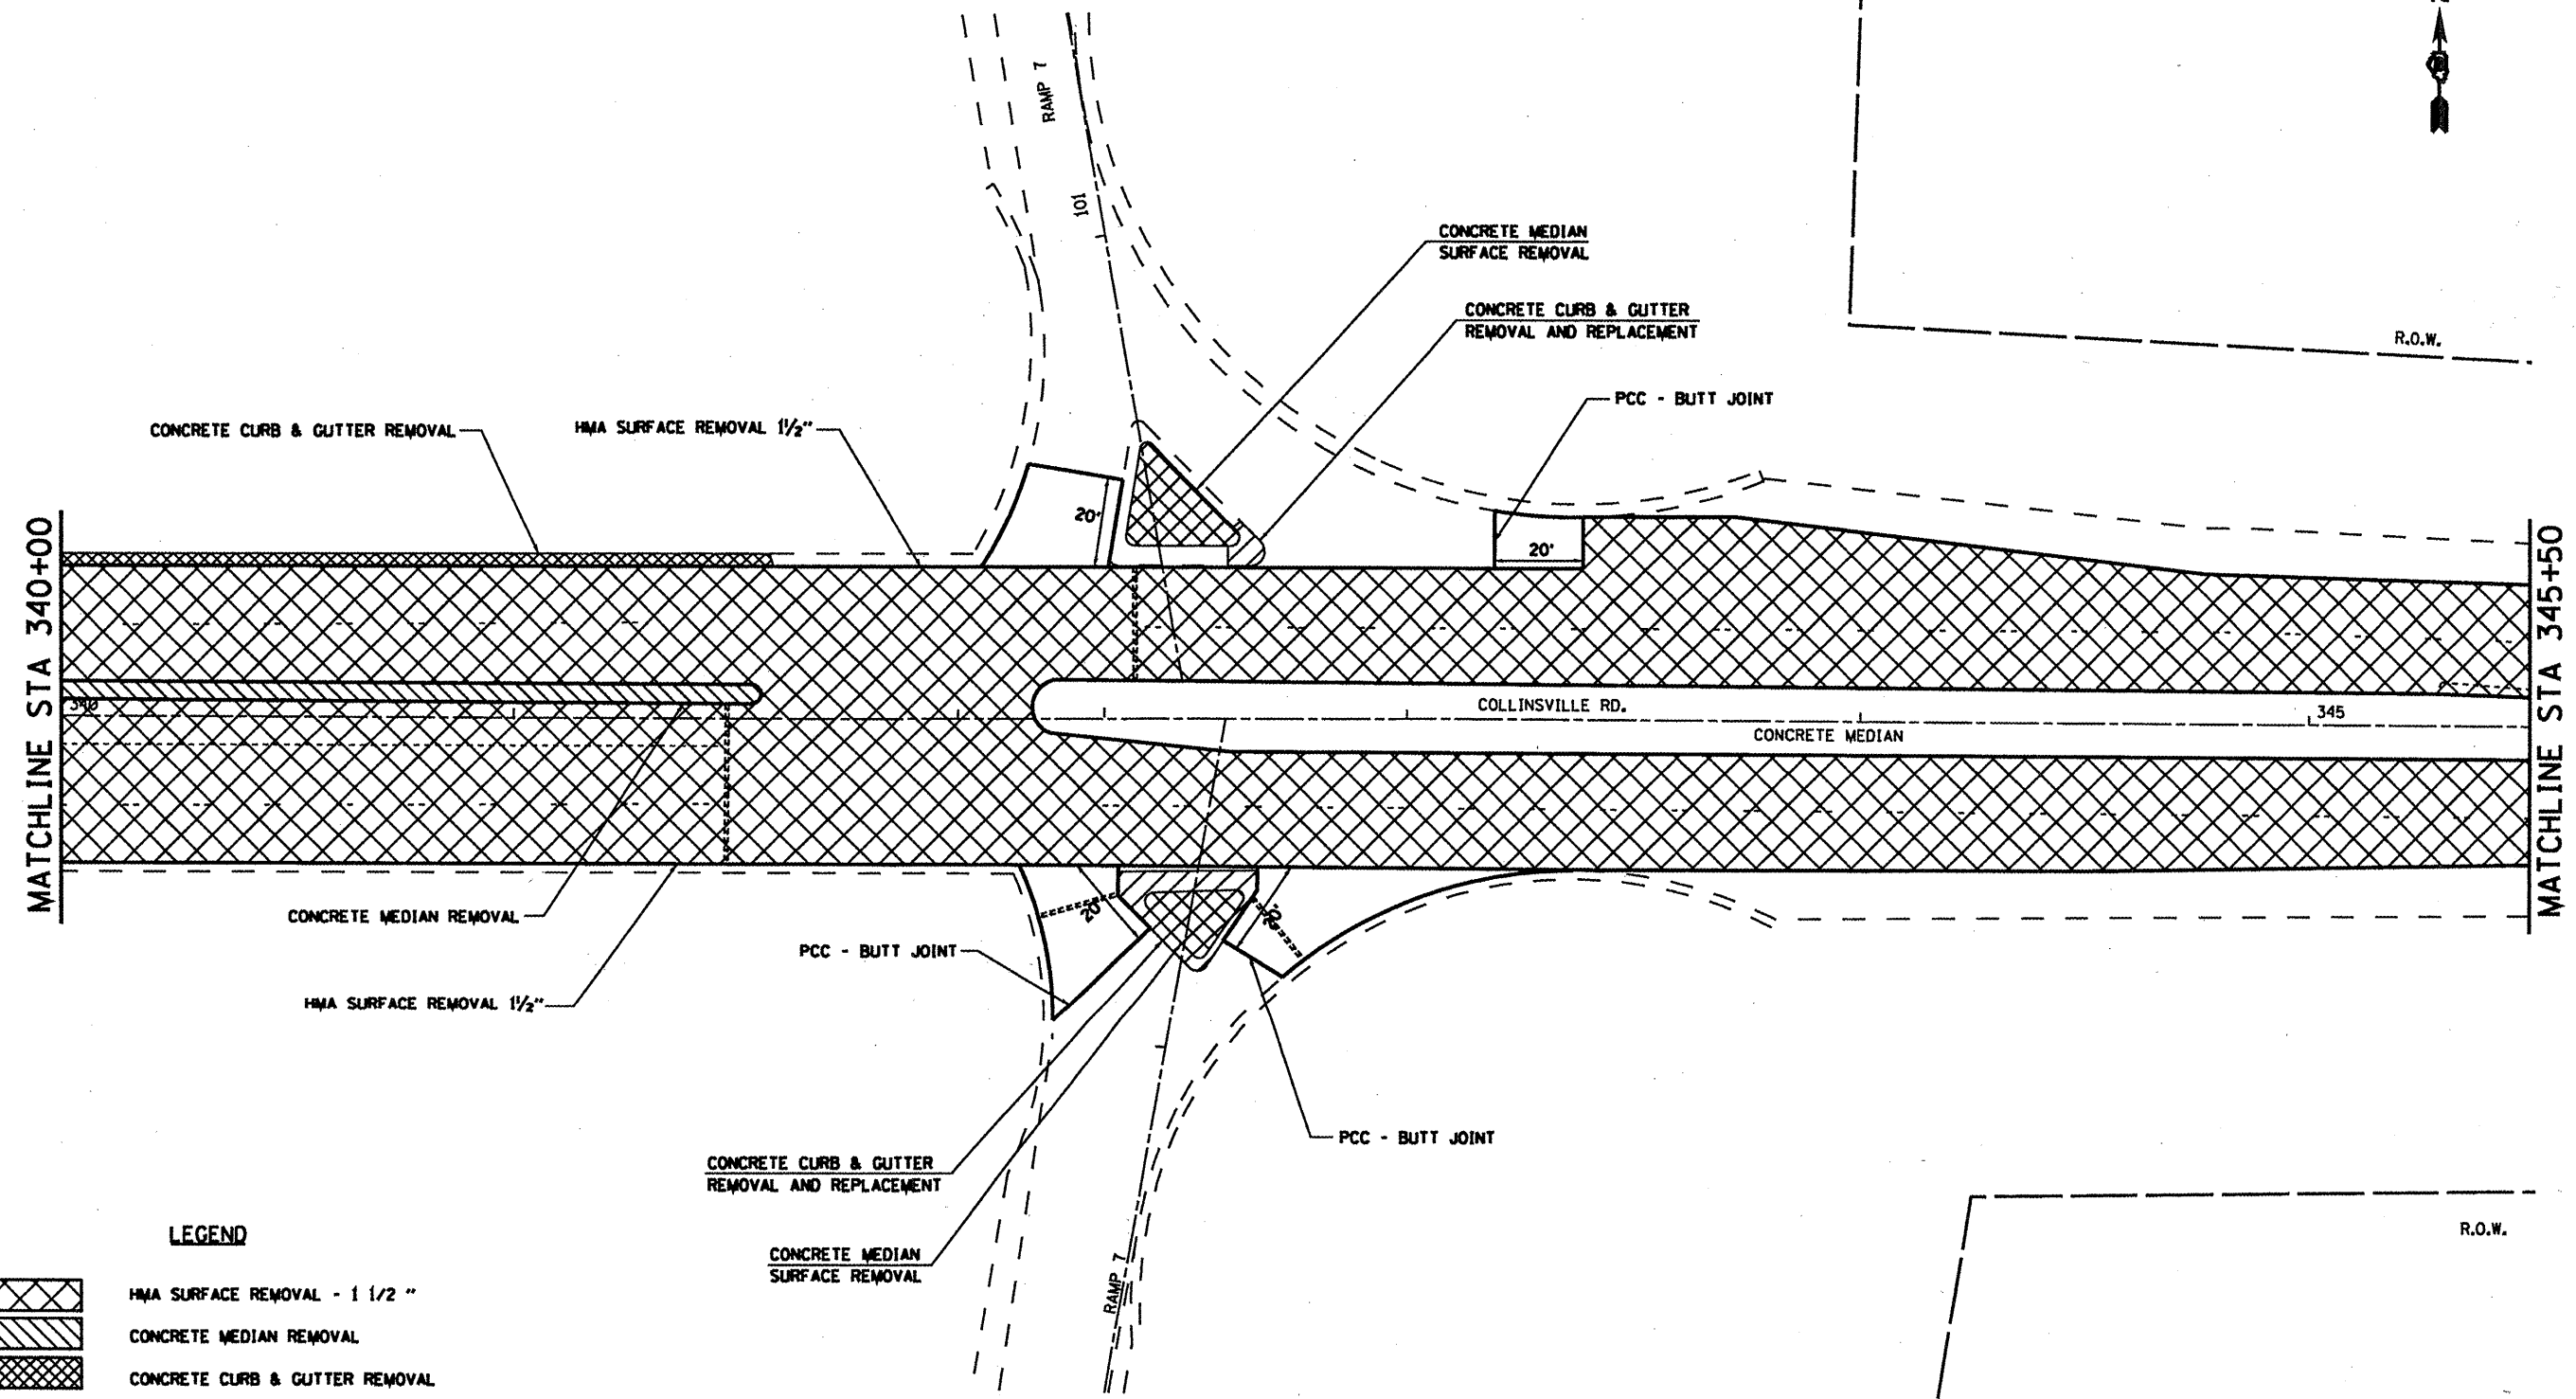 RAMP 7
101
CONCRETE MEDIAN
SURFACE REMOVAL
CONCRETE CURB & GUTTER
REMOVAL AND REPLACEMENT
R.O.W.
PCC - BUTT JOINT
CONCRETE CURB & GUTTER REMOVAL
HMA SURFACE REMOVAL 1½"
20'
20'
MATCHLINE STA 340+00
MATCHLINE STA 345+50
340
COLLINSVILLE RD.
345
CONCRETE MEDIAN
CONCRETE MEDIAN REMOVAL
20'
20'
PCC - BUTT JOINT
HMA SURFACE REMOVAL 1½"
PCC - BUTT JOINT
CONCRETE CURB & GUTTER
REMOVAL AND REPLACEMENT
CONCRETE MEDIAN
SURFACE REMOVAL
RAMP 7
R.O.W.
LEGEND
HMA SURFACE REMOVAL - 1 1/2 "
CONCRETE MEDIAN REMOVAL
CONCRETE CURB & GUTTER REMOVAL